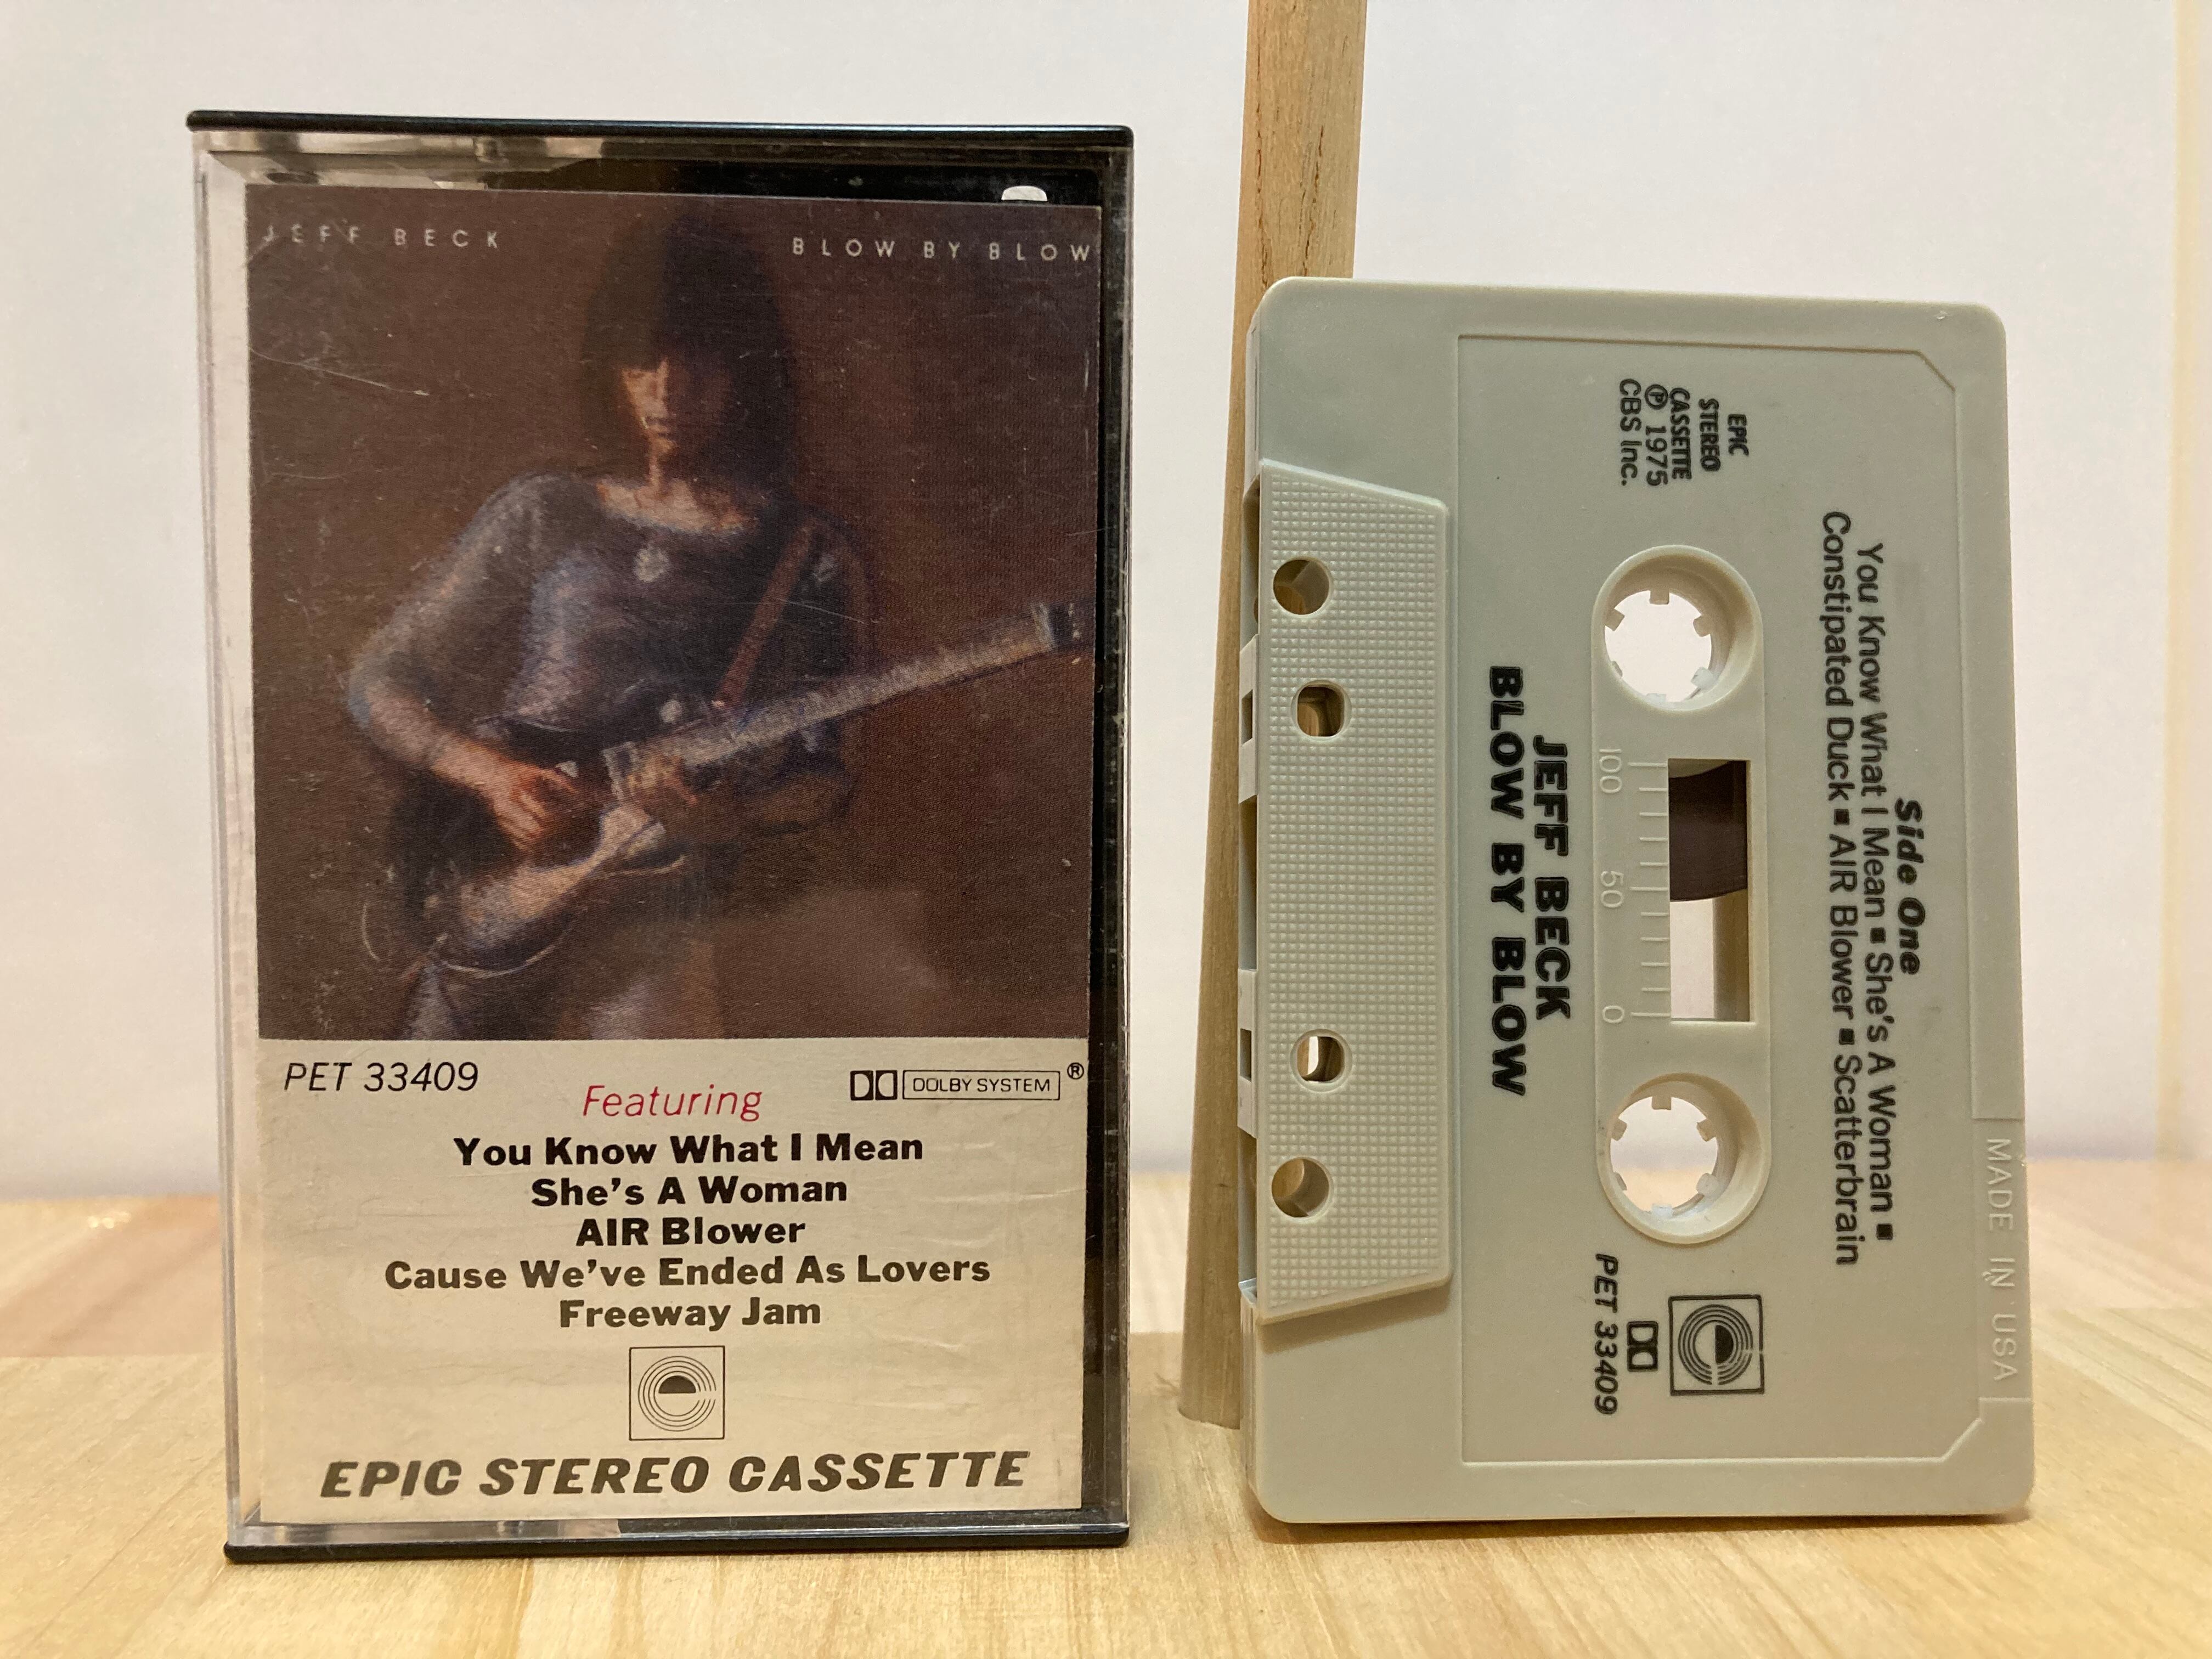 JEFF BECK
BLOW BY BLOW
PET 33409
DOLBY SYSTEM®
Featuring
You Know What I Mean
She's A Woman
AIR Blower
Cause We've Ended As Lovers
Freeway Jam
EPIC STEREO CASSETTE
Side One
You Know What I Mean ■ She's A Woman ■
Constipated Duck ■ AIR Blower ■ Scatterbrain
EPIC
STEREO
CASSETTE
℗ 1975
CBS Inc.
100 50 0
PET 33409
JEFF BECK
BLOW BY BLOW
MADE IN USA